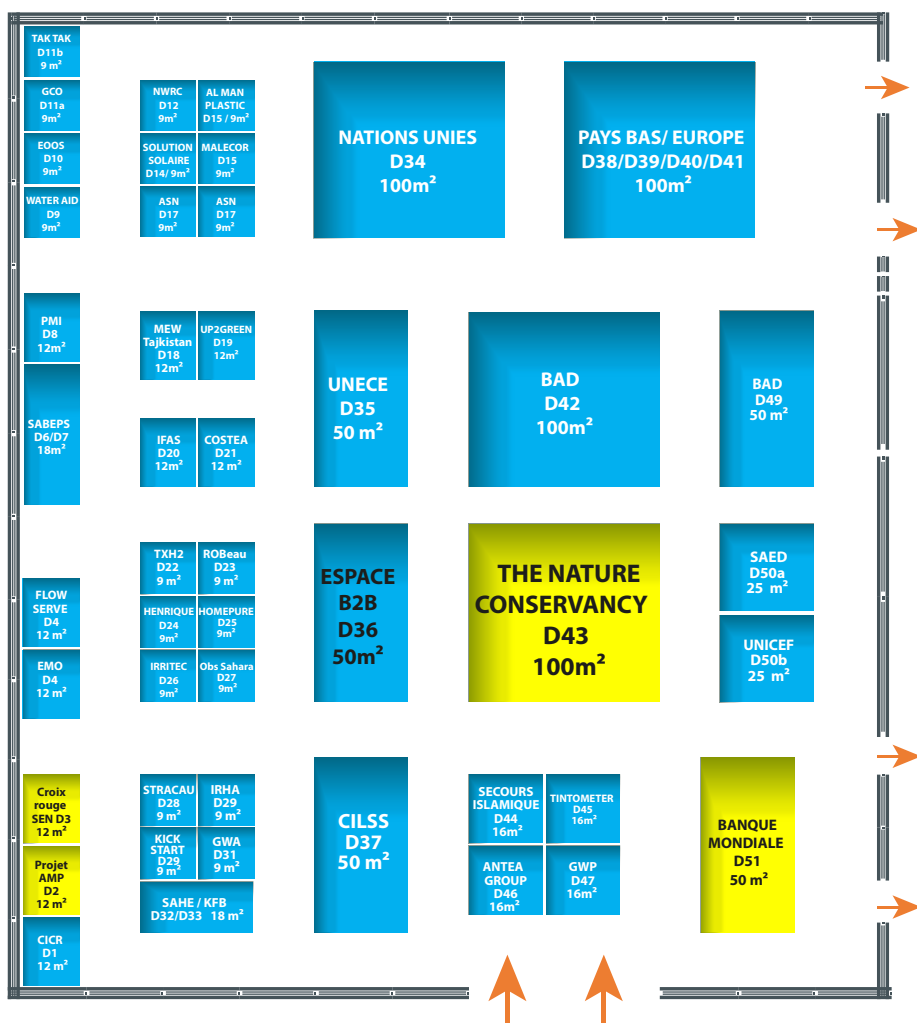 TAK TAK
D11b
9 m²
GCO
D11a
9m²
EOOS
D10
9m²
WATER AID
D9
9m²
NWRC
D12
9m²
AL MAN
PLASTIC
D15 / 9m²
SOLUTION
SOLAIRE
D14/ 9m²
MALECOR
D15
9m²
ASN
D17
9m²
ASN
D17
9m²
NATIONS UNIES
D34
100m²
PAYS BAS/ EUROPE
D38/D39/D40/D41
100m²
PMI
D8
12m²
SABEPS
D6/D7
18m²
MEW
Tajkistan
D18
12m²
UP2GREEN
D19
12m²
IFAS
D20
12m²
COSTEA
D21
12 m²
UNECE
D35
50 m²
BAD
D42
100m²
BAD
D49
50 m²
FLOW
SERVE
D4
12 m²
EMO
D4
12 m²
TXH2
D22
9 m²
ROBeau
D23
9 m²
HENRIQUE
D24
9m²
HOMEPURE
D25
9m²
IRRITEC
D26
9m²
Obs Sahara
D27
9m²
ESPACE
B2B
D36
50m²
THE NATURE
CONSERVANCY
D43
100m²
SAED
D50a
25 m²
UNICEF
D50b
25 m²
Croix
rouge
SEN D3
12 m²
Projet
AMP
D2
12 m²
CICR
D1
12 m²
STRACAU
D28
9 m²
IRHA
D29
9 m²
KICK
START
D29
9 m²
GWA
D31
9 m²
SAHE / KFB
D32/D33 18 m²
CILSS
D37
50 m²
SECOURS
ISLAMIQUE
D44
16m²
TINTOMETER
D45
16m²
ANTEA
GROUP
D46
16m²
GWP
D47
16m²
BANQUE
MONDIALE
D51
50 m²